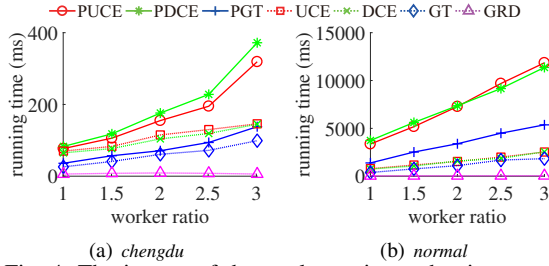 PUCE PDCE PGT UCE DCE GT GRD
running time (ms)
400
200
0
1 1.5 2 2.5 3
worker ratio
(a) chengdu
running time (ms)
15000
10000
5000
0
1 1.5 2 2.5 3
worker ratio
(b) normal